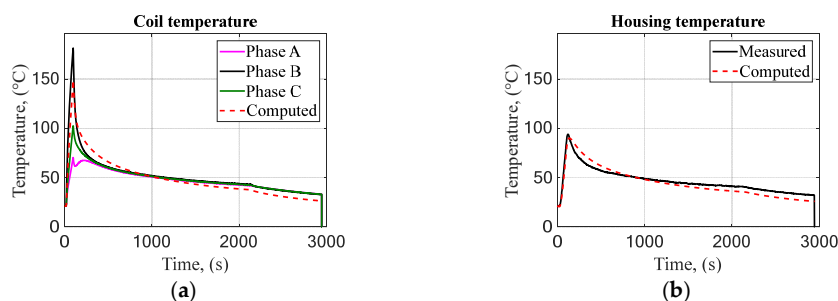 Coil temperature
Temperature, (°C)
150
100
50
0
0
1000
2000
3000
Time, (s)
Phase A
Phase B
Phase C
Computed
(a)
Housing temperature
Temperature, (°C)
150
100
50
0
0
1000
2000
3000
Time, (s)
Measured
Computed
(b)